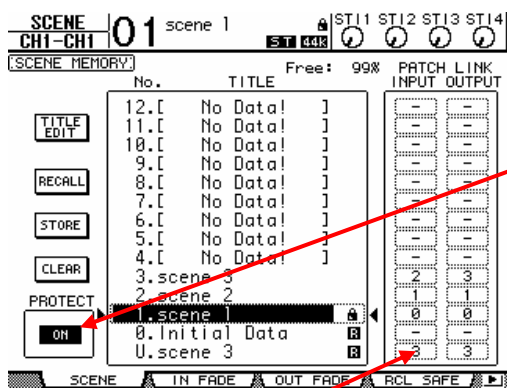 SCENE
CH1-CH1
01 scene 1
ST1 44k
STI1 STI2 STI3 STI4
SCENE MEMORY
Free: 99%
PATCH LINK
No. TITLE
INPUT OUTPUT
12.[ No Data! ] - -
TITLE EDIT
11.[ No Data! ] - -
10.[ No Data! ] - -
9.[ No Data! ] - -
RECALL
8.[ No Data! ] - -
7.[ No Data! ] - -
STORE
6.[ No Data! ] - -
5.[ No Data! ] - -
CLEAR
4.[ No Data! ] - -
3.scene 3 2 3
PROTECT
2.scene 2 1 1
1.scene 1 0 0
ON
0.Initial Data R - -
U.scene 3 R 3 3
SCENE IN FADE OUT FADE RCL SAFE